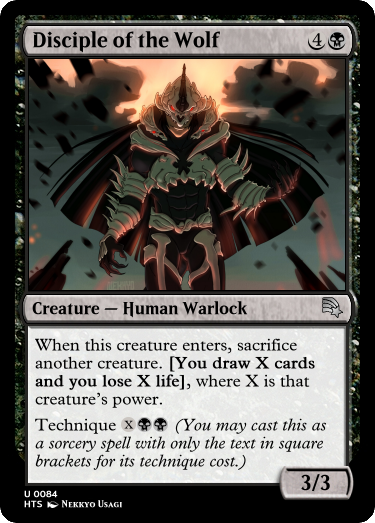 Disciple of the Wolf 4
Creature — Human Warlock
When this creature enters, sacrifice
another creature. [You draw X cards
and you lose X life], where X is that
creature's power.
Technique X (You may cast this as
a sorcery spell with only the text in square
brackets for its technique cost.)
3/3
U 0084
HTS Nekkyo Usagi